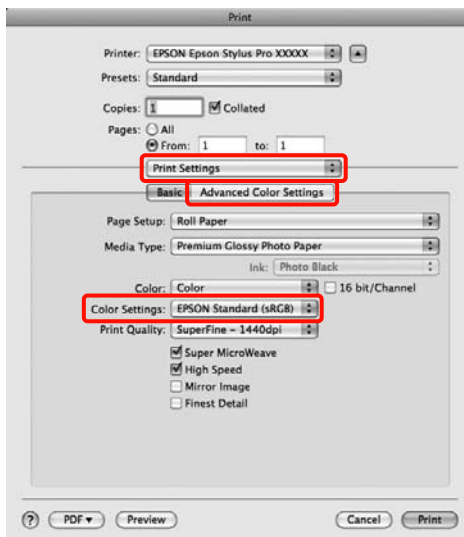 Print
Printer: EPSON Epson Stylus Pro XXXXX
Presets: Standard
Copies: 1 Collated
Pages: All
From: 1 to: 1
Print Settings
Basic Advanced Color Settings
Page Setup: Roll Paper
Media Type: Premium Glossy Photo Paper
Ink: Photo Black
Color: Color 16 bit/Channel
Color Settings: EPSON Standard (sRGB)
Print Quality: SuperFine - 1440dpi
Super MicroWeave
High Speed
Mirror Image
Finest Detail
? PDF Preview Cancel Print